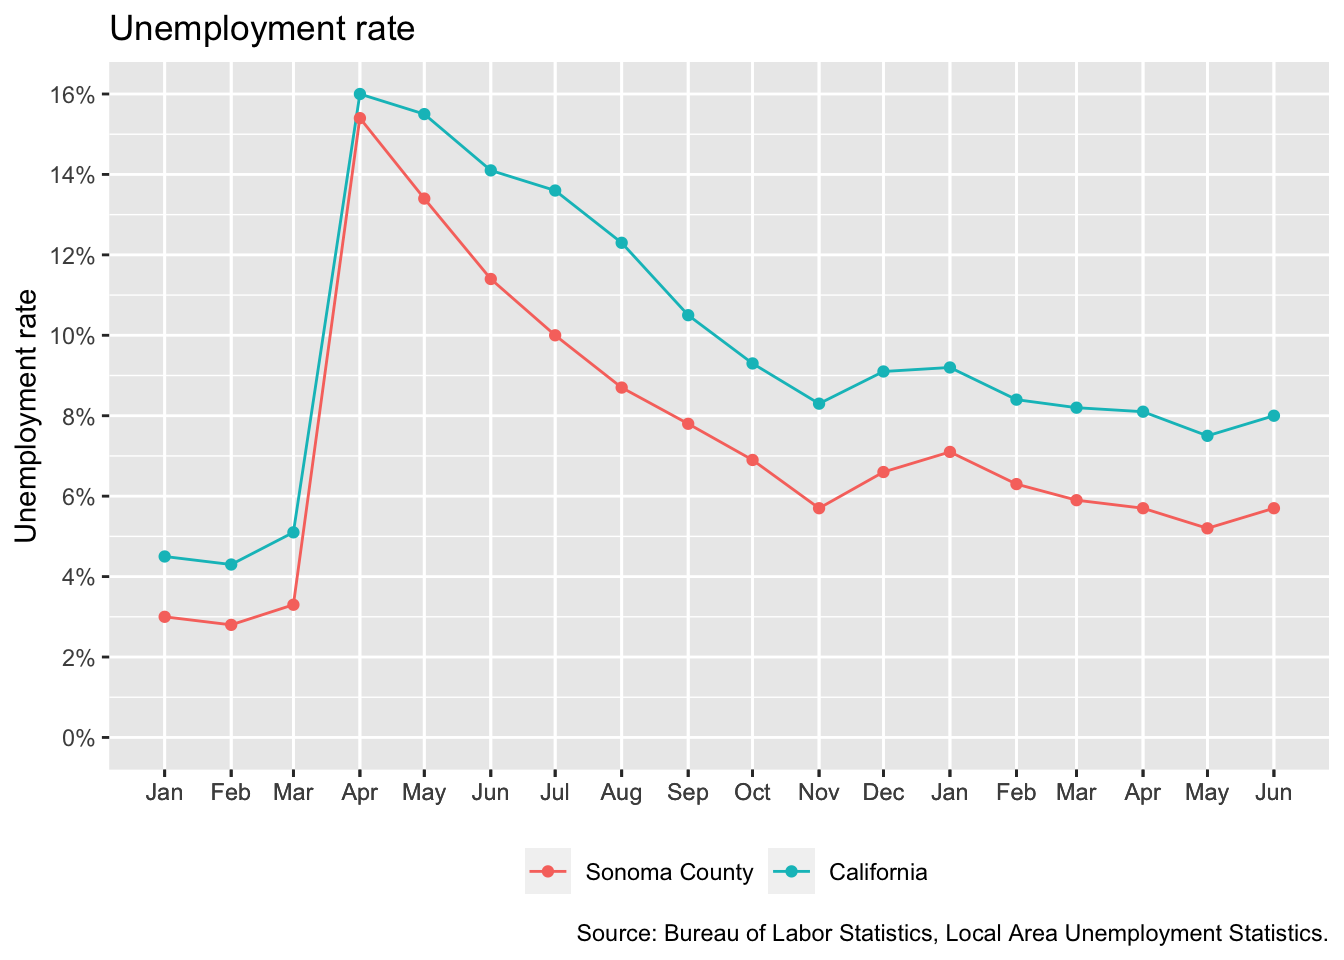 Unemployment rate
Unemployment rate
16%
14%
12%
10%
8%
6%
4%
2%
0%
Jan Feb Mar Apr May Jun Jul Aug Sep Oct Nov Dec Jan Feb Mar Apr May Jun
Sonoma County California
Source: Bureau of Labor Statistics, Local Area Unemployment Statistics.